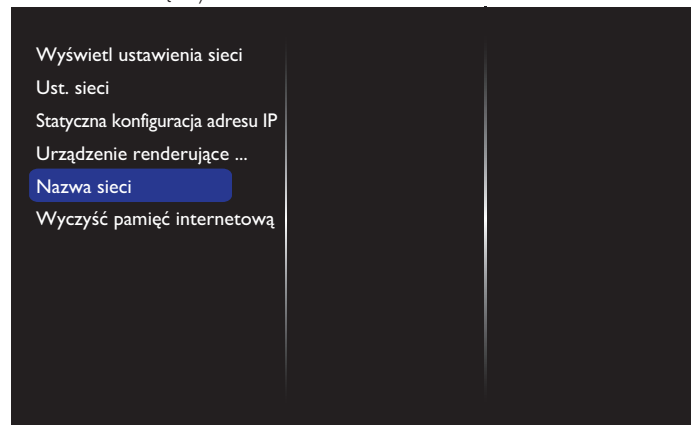 Wyświetl ustawienia sieci
Ust. sieci
Statyczna konfiguracja adresu IP
Urządzenie renderujące ...
Nazwa sieci
Wyczyść pamięć internetową